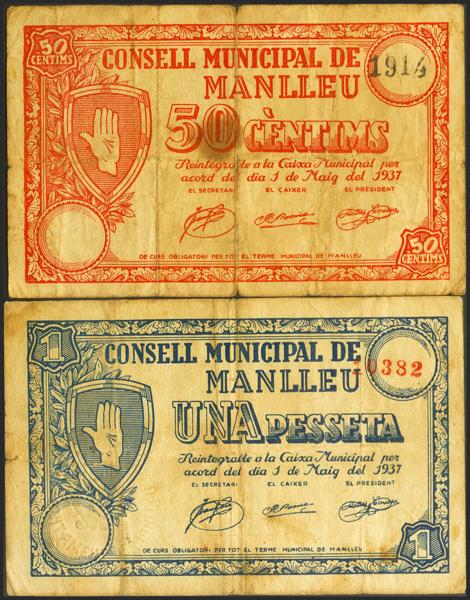 50
CÈNTIMS
CONSELL MUNICIPAL DE
MANLLEU
1914
50 CÈNTIMS
Reintegrable a la Caixa Municipal per
acord del dia 1 de Maig del 1937
EL SECRETARI EL CAIXER EL PRESIDENT
DE CURS OBLIGATORI PER TOT EL TERME MUNICIPAL DE MANLLEU
50
CÈNTIMS
1
CONSELL MUNICIPAL DE
MANLLEU
0382
UNA PESSETA
Reintegrable a la Caixa Municipal per
acord del dia 1 de Maig del 1937
EL SECRETARI EL CAIXER EL PRESIDENT
DE CURS OBLIGATORI PER TOT EL TERME MUNICIPAL DE MANLLEU
1